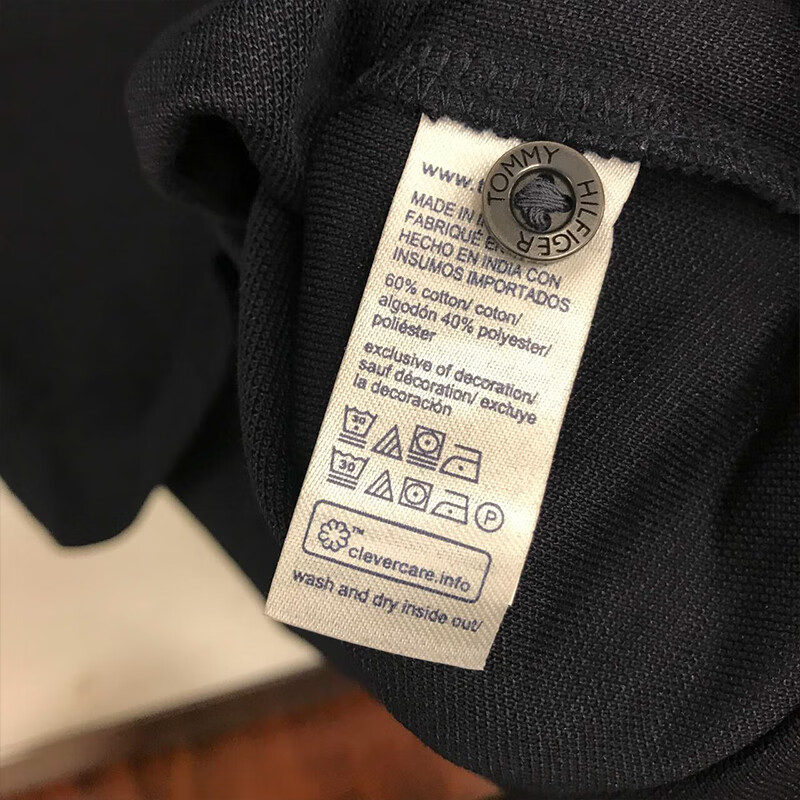 TOMMY HILFIGER
www.
MADE IN
FABRIQUÉ
HECHO EN INDIA CON
INSUMOS IMPORTADOS
60% cotton/ coton/
algodón 40% polyester/
poliéster
exclusive of decoration/
sauf décoration/ excluye
la decoración
30
30
P
™
clevercare.info
wash and dry inside out/